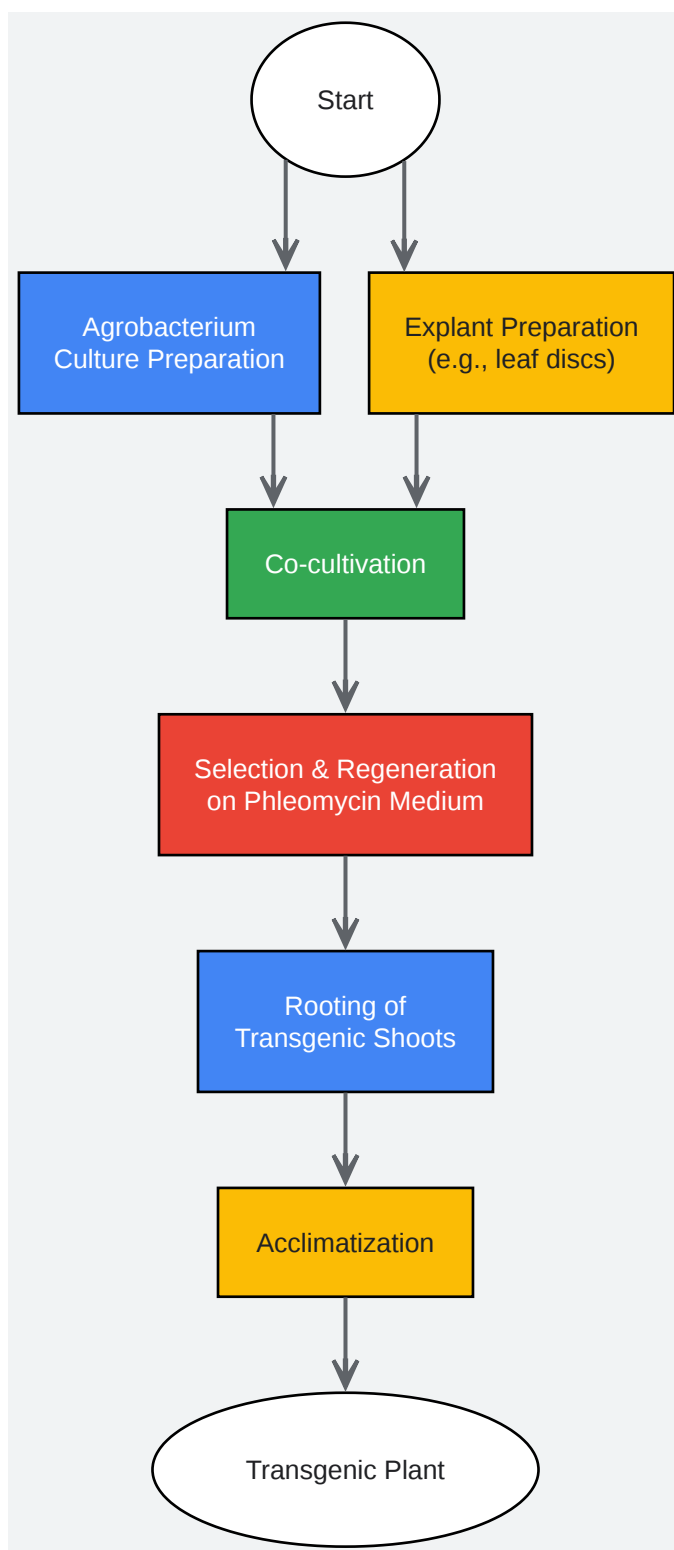 Start
Agrobacterium
Culture Preparation
Explant Preparation
(e.g., leaf discs)
Co-cultivation
Selection & Regeneration
on Phleomycin Medium
Rooting of
Transgenic Shoots
Acclimatization
Transgenic Plant